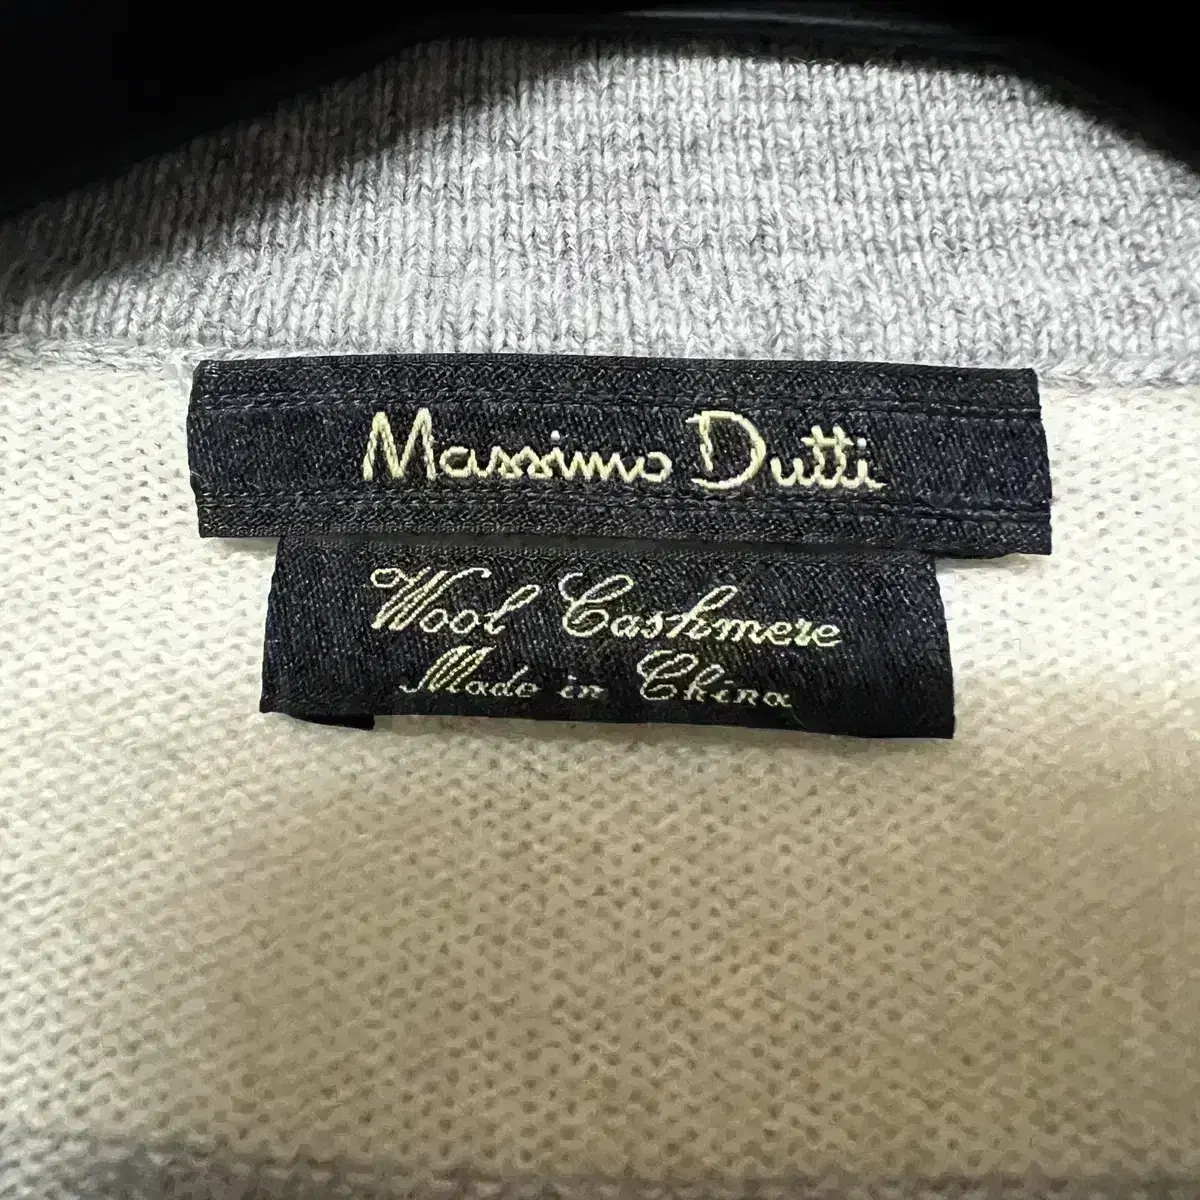 Massimo Dutti
Wool Cashmere
Made in China